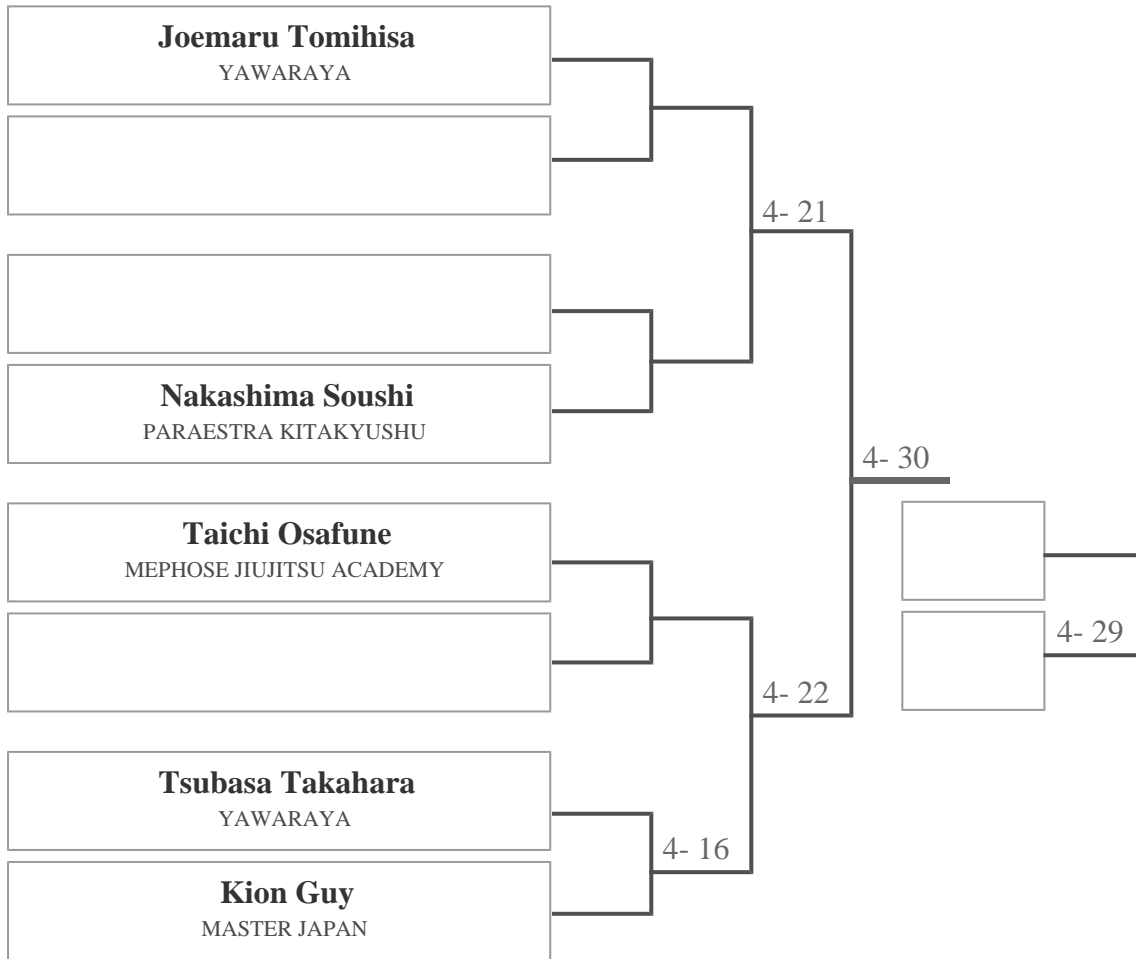 Joemaru Tomihisa
YAWARAYA
4- 21
Nakashima Soushi
PARAESTRA KITAKYUSHU
4- 30
Taichi Osafune
MEPHOSE JIUJITSU ACADEMY
4- 29
4- 22
Tsubasa Takahara
YAWARAYA
4- 16
Kion Guy
MASTER JAPAN